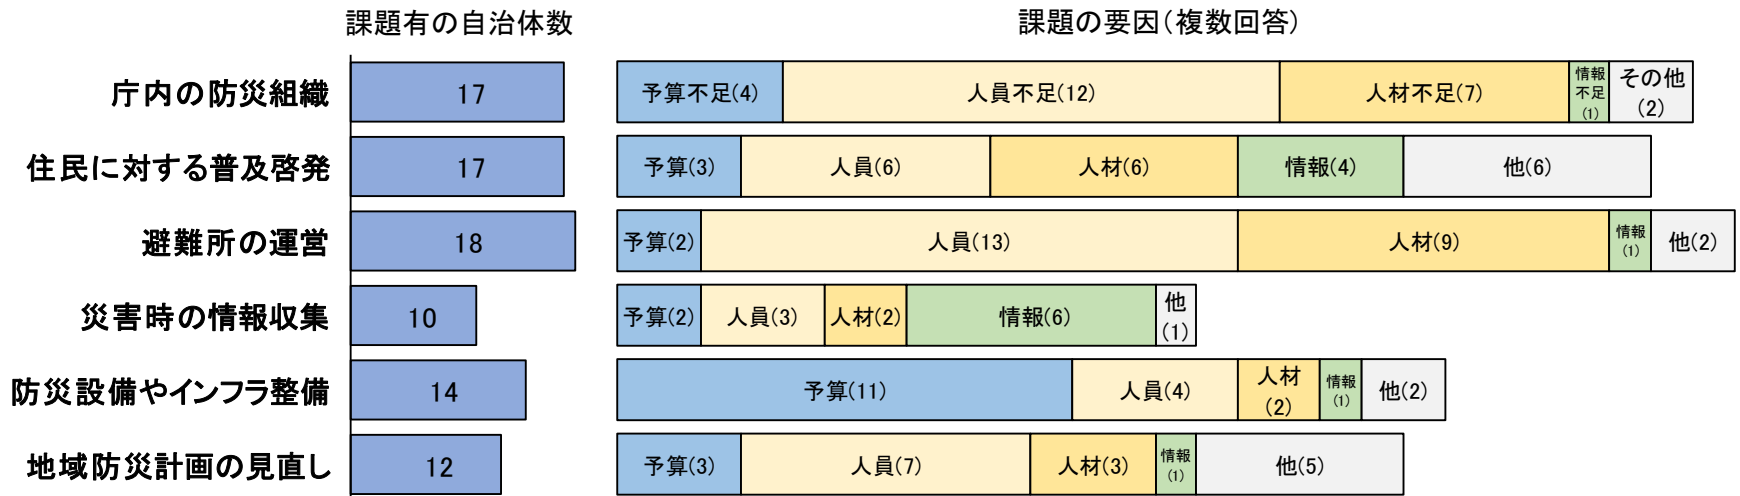 課題有の自治体数
課題の要因(複数回答)
庁内の防災組織
17
予算不足(4)
人員不足(12)
人材不足(7)
情報
不足
(1)
その他
(2)
住民に対する普及啓発
17
予算(3)
人員(6)
人材(6)
情報(4)
他(6)
避難所の運営
18
予算(2)
人員(13)
人材(9)
情報
(1)
他(2)
災害時の情報収集
10
予算(2)
人員(3)
人材(2)
情報(6)
他
(1)
防災設備やインフラ整備
14
予算(11)
人員(4)
人材
(2)
情報
(1)
他(2)
地域防災計画の見直し
12
予算(3)
人員(7)
人材(3)
情報
(1)
他(5)